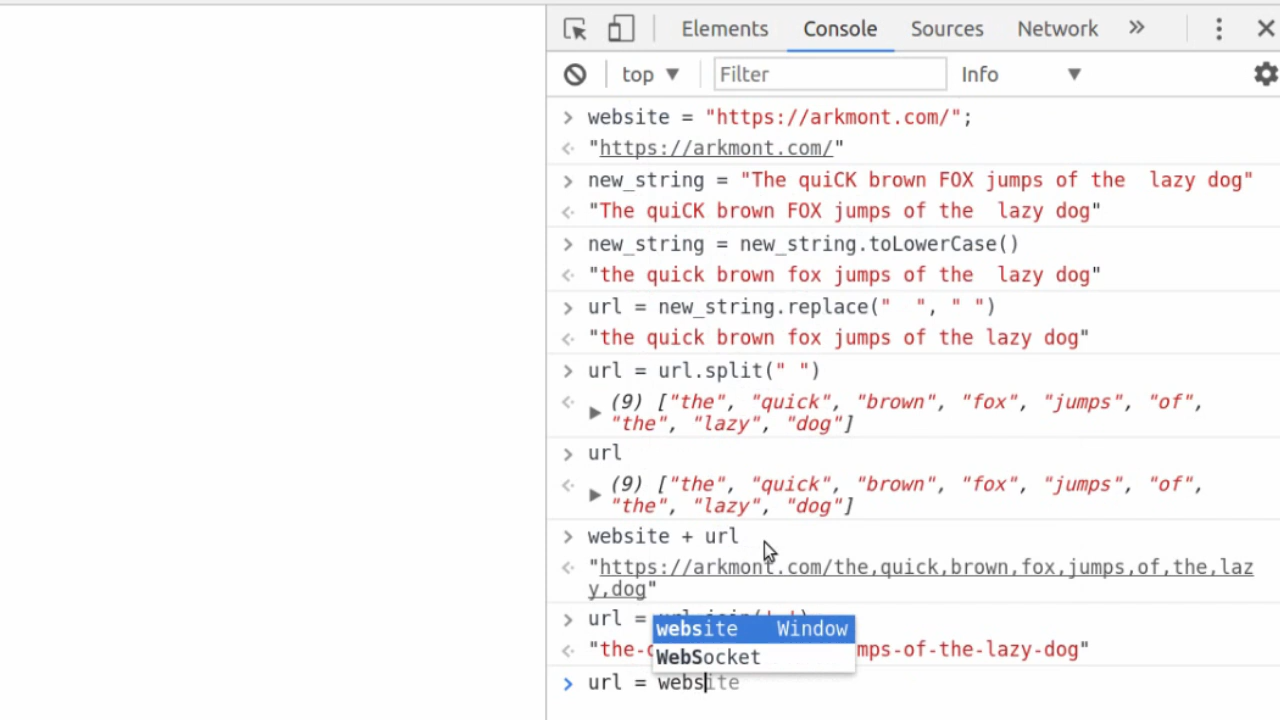 Elements Console Sources Network »
top ▼ Filter Info ▼
> website = "https://arkmont.com/";
"https://arkmont.com/"
> new_string = "The quiCK brown FOX jumps of the  lazy dog"
"The quiCK brown FOX jumps of the  lazy dog"
> new_string = new_string.toLowerCase()
"the quick brown fox jumps of the  lazy dog"
> url = new_string.replace("  ", " ")
"the quick brown fox jumps of the lazy dog"
> url = url.split(" ")
▶ (9) ["the", "quick", "brown", "fox", "jumps", "of",
"the", "lazy", "dog"]
> url
▶ (9) ["the", "quick", "brown", "fox", "jumps", "of",
"the", "lazy", "dog"]
> website + url
"https://arkmont.com/the,quick,brown,fox,jumps,of,the,laz
y,dog"
> url =
website Window
"the- mps-of-the-lazy-dog"
WebSocket
> url = website